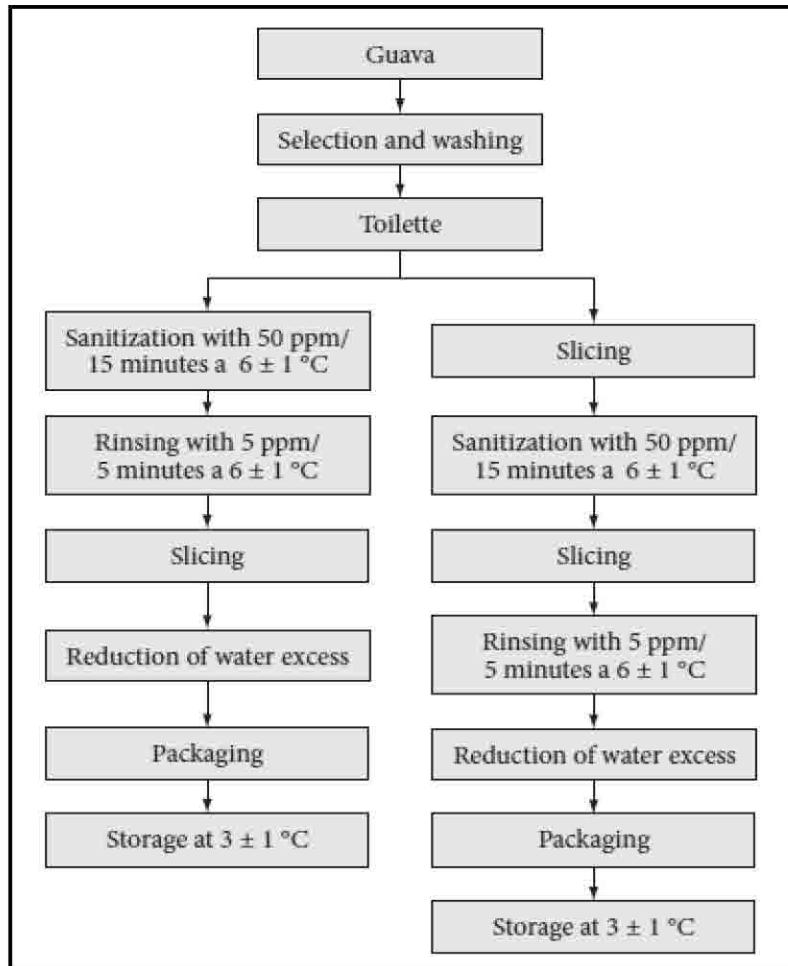 Guava
Selection and washing
Toilette
Sanitization with 50 ppm/
15 minutes a 6 ± 1 °C
Rinsing with 5 ppm/
5 minutes a 6 ± 1 °C
Slicing
Reduction of water excess
Packaging
Storage at 3 ± 1 °C
Slicing
Sanitization with 50 ppm/
15 minutes a 6 ± 1 °C
Slicing
Rinsing with 5 ppm/
5 minutes a 6 ± 1 °C
Reduction of water excess
Packaging
Storage at 3 ± 1 °C